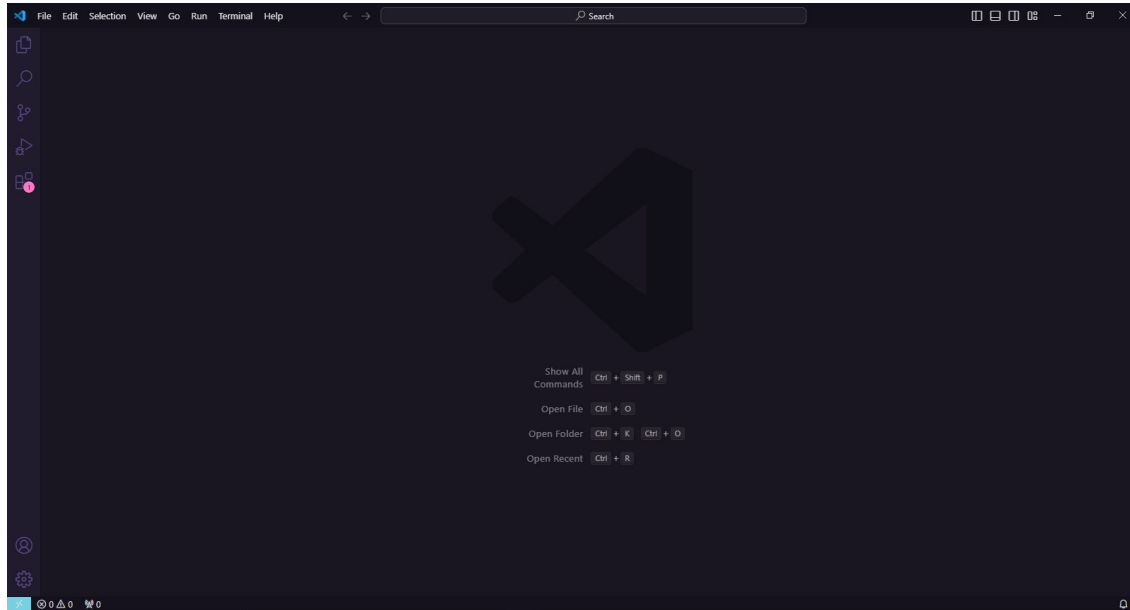 File Edit Selection View Go Run Terminal Help Search
1
Show All
Commands Ctrl + Shift + P
Open File Ctrl + O
Open Folder Ctrl + K Ctrl + O
Open Recent Ctrl + R
0 0 0